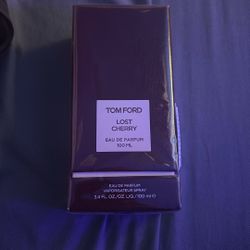 TOM FORD
LOST
CHERRY
EAU DE PARFUM
100 ML
EAU DE PARFUM
VAPORISATEUR SPRAY
3.4 FL.OZ./OZ. LIQ./100 ml ℮